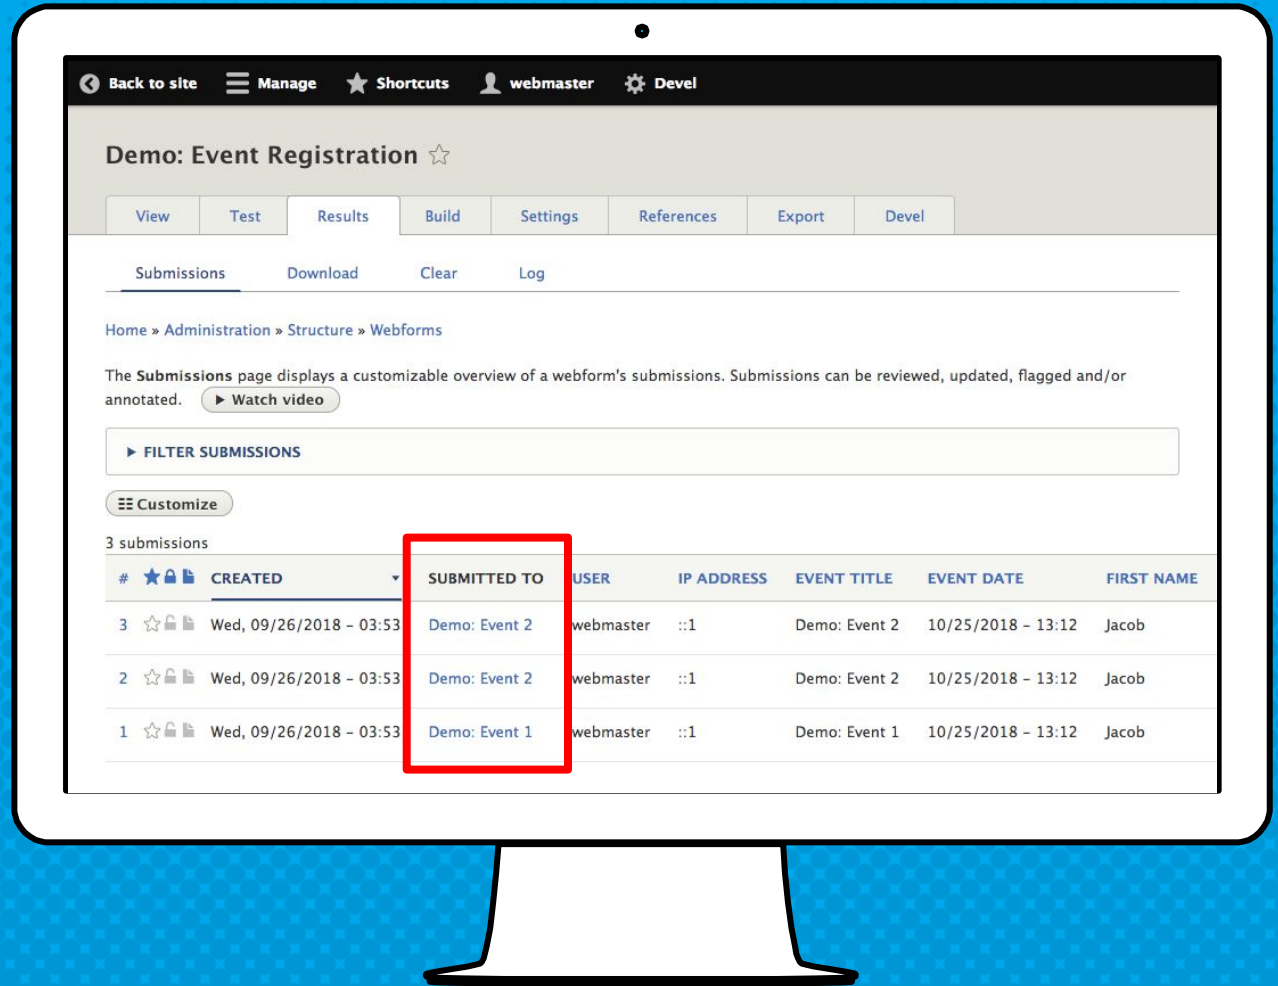 Back to site Manage Shortcuts webmaster Devel
Demo: Event Registration
View Test Results Build Settings References Export Devel
Submissions Download Clear Log
Home » Administration » Structure » Webforms
The Submissions page displays a customizable overview of a webform's submissions. Submissions can be reviewed, updated, flagged and/or
annotated. Watch video
FILTER SUBMISSIONS
Customize
3 submissions
# CREATED SUBMITTED TO USER IP ADDRESS EVENT TITLE EVENT DATE FIRST NAME
3 Wed, 09/26/2018 – 03:53 Demo: Event 2 webmaster ::1 Demo: Event 2 10/25/2018 – 13:12 Jacob
2 Wed, 09/26/2018 – 03:53 Demo: Event 2 webmaster ::1 Demo: Event 2 10/25/2018 – 13:12 Jacob
1 Wed, 09/26/2018 – 03:53 Demo: Event 1 webmaster ::1 Demo: Event 1 10/25/2018 – 13:12 Jacob